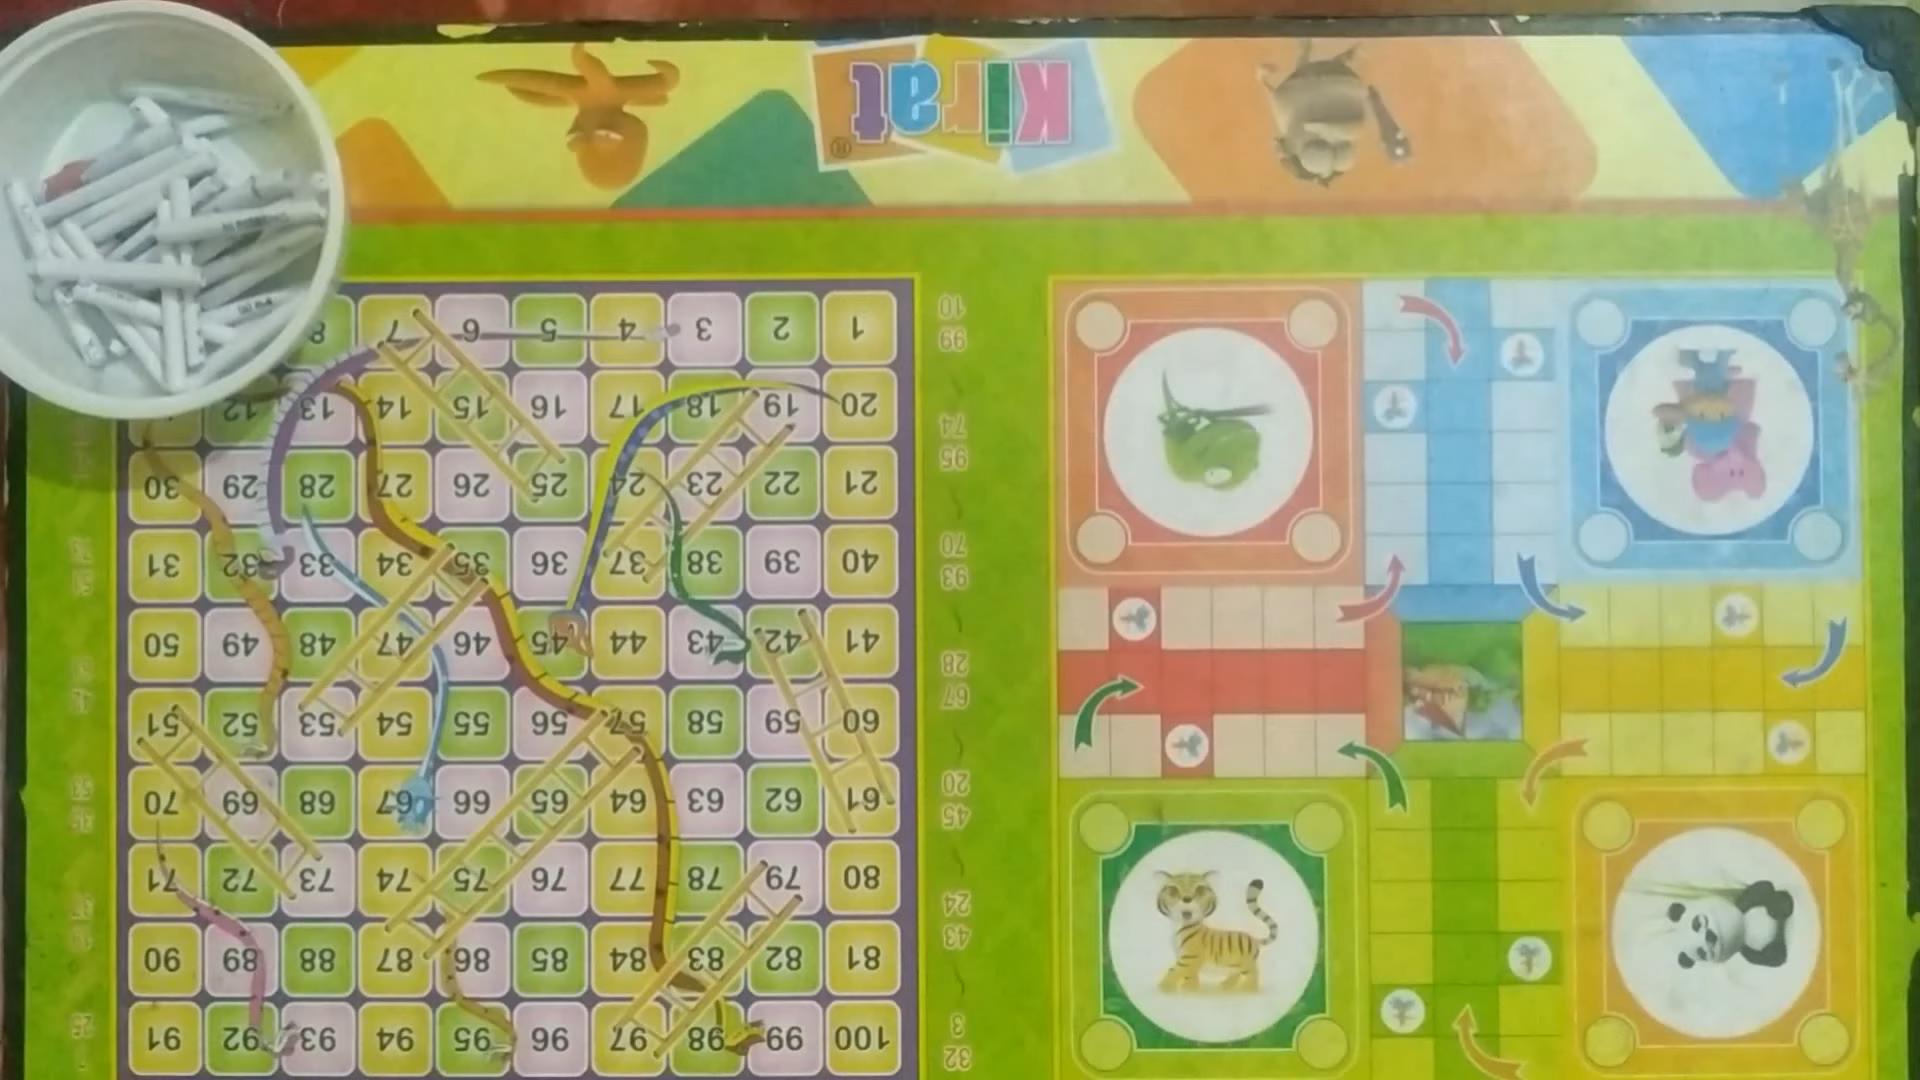 32
3
43
24
45
20
67
28
93
70
95
74
99
10
100 99 98 97 96 95 94 93 92 91
81 82 83 84 85 86 87 88 89 90
80 79 78 77 76 75 74 73 72 71
61 62 63 64 65 66 67 68 69 70
60 59 58 57 56 55 54 53 52 51
41 42 43 44 45 46 47 48 49 50
40 39 38 37 36 35 34 33 32 31
21 22 23 24 25 26 27 28 29 30
20 19 18 17 16 15 14 13 12
1 2 3 4 5 6 7 8
Kirat®